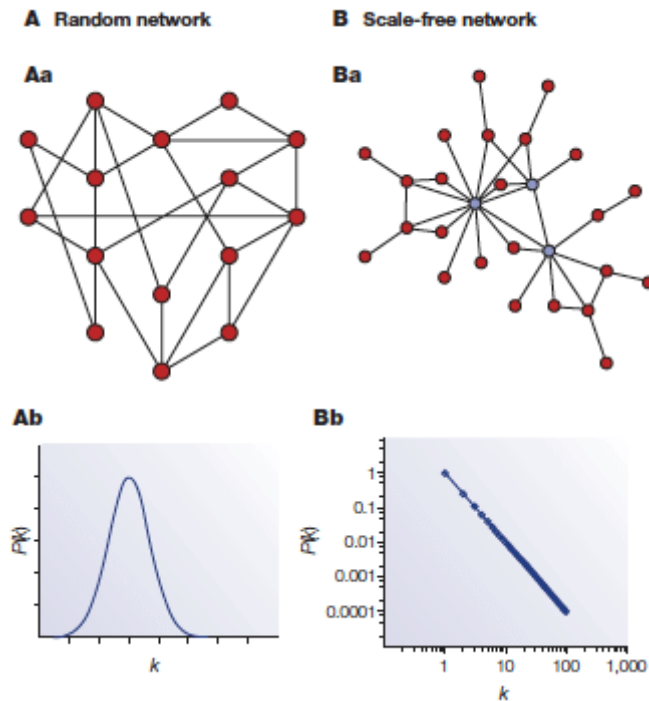 A Random network
B Scale-free network
Aa
Ba
Ab
P(k)
k
Bb
P(k)
1
0.1
0.01
0.001
0.0001
1 10 100 1,000
k